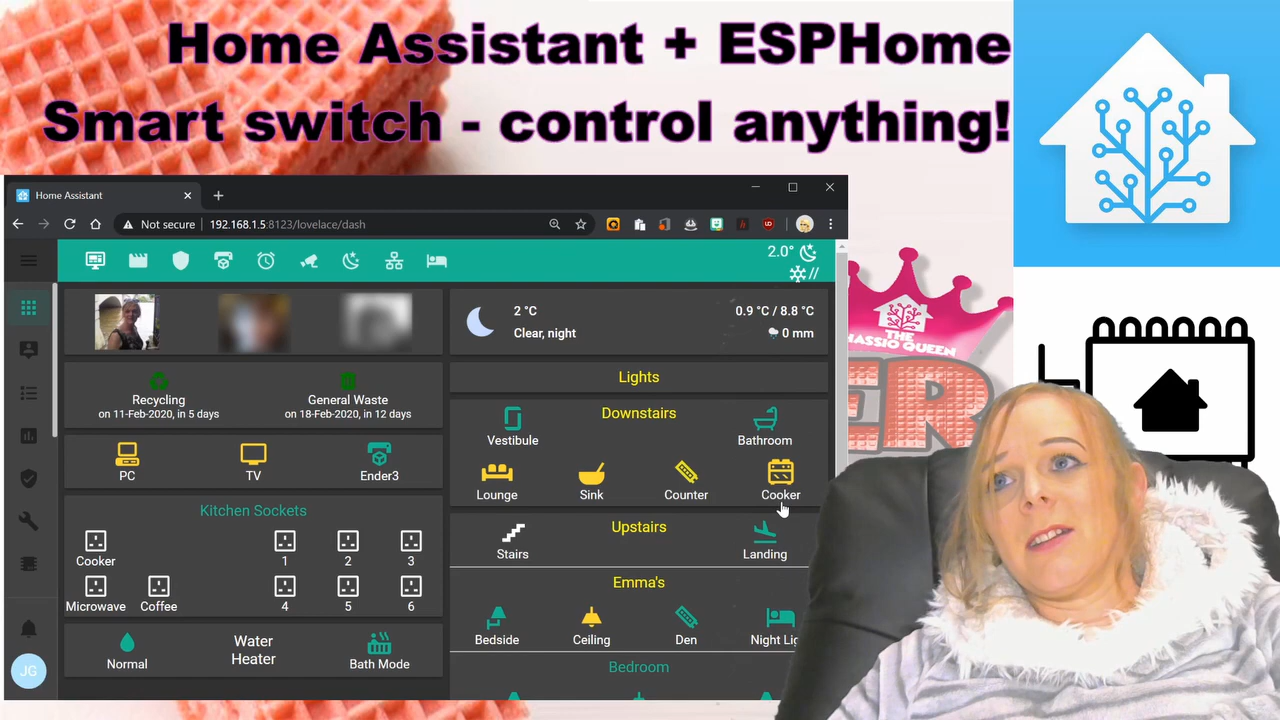 Home Assistant + ESPHome
Smart switch - control anything!
Home Assistant
Not secure
192.168.1.5:8123/lovelace/dash
2.0°
2 °C
Clear, night
0.9 °C / 8.8 °C
0 mm
Recycling
on 11-Feb-2020, in 5 days
General Waste
on 18-Feb-2020, in 12 days
PC
TV
Ender3
Kitchen Sockets
Cooker
1
2
3
Microwave
Coffee
4
5
6
Normal
Water
Heater
Bath Mode
JG
Lights
Downstairs
Vestibule
Bathroom
Lounge
Sink
Counter
Cooker
Upstairs
Stairs
Landing
Emma's
Bedside
Ceiling
Den
Night Lig
Bedroom
THE
HASSIO QUEEN
ER